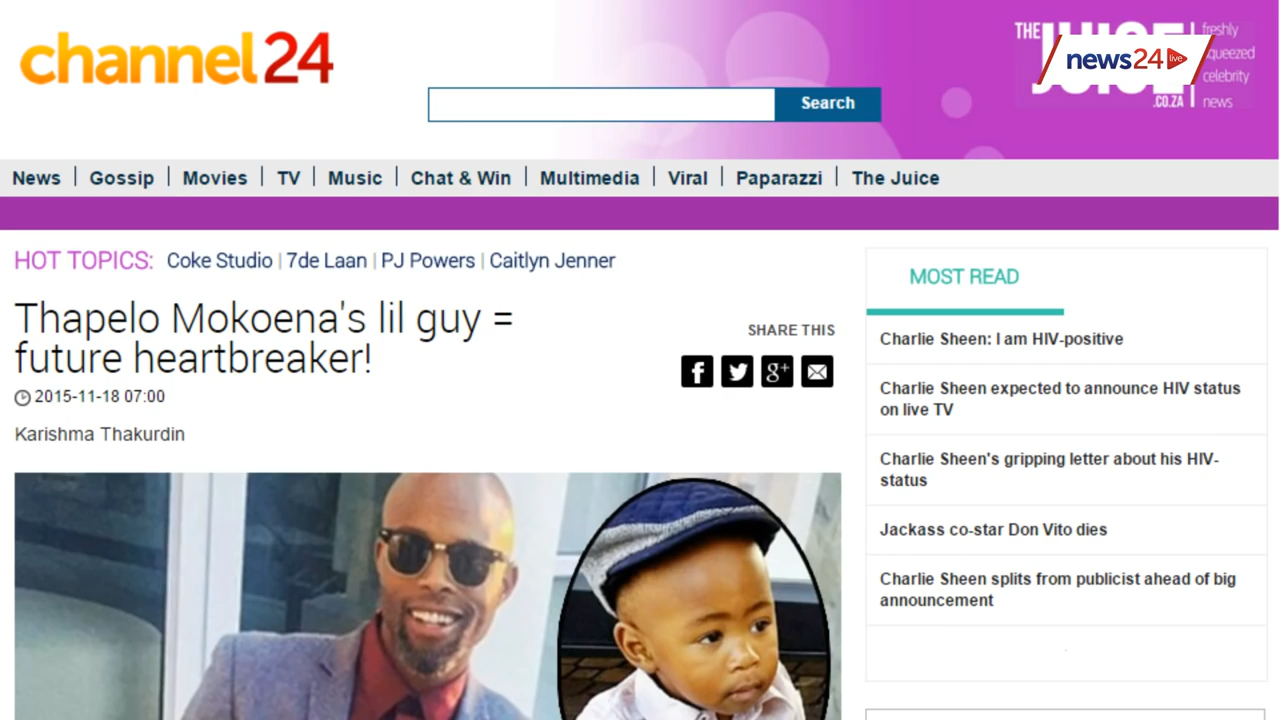 channel24
Search
THE JUICE .CO.ZA
freshly
squeezed
celebrity
news
news24 live
News | Gossip | Movies | TV | Music | Chat & Win | Multimedia | Viral | Paparazzi | The Juice
HOT TOPICS: Coke Studio | 7de Laan | PJ Powers | Caitlyn Jenner
Thapelo Mokoena's lil guy =
future heartbreaker!
2015-11-18 07:00
Karishma Thakurdin
SHARE THIS
f g+
MOST READ
Charlie Sheen: I am HIV-positive
Charlie Sheen expected to announce HIV status
on live TV
Charlie Sheen's gripping letter about his HIV-
status
Jackass co-star Don Vito dies
Charlie Sheen splits from publicist ahead of big
announcement